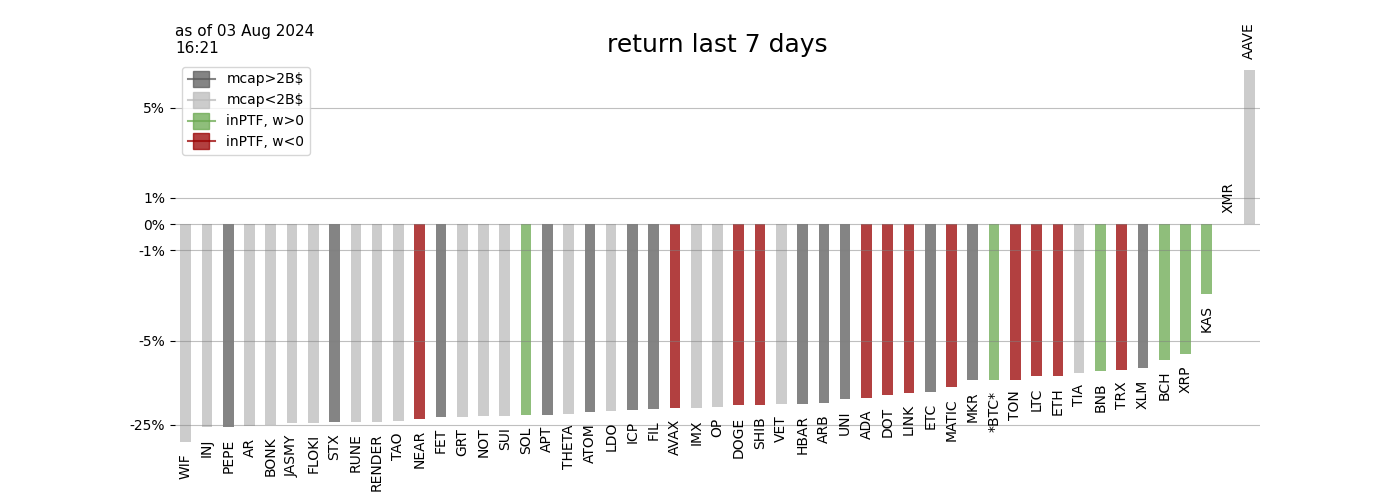 as of 03 Aug 2024
16:21
return last 7 days
mcap>2B$
mcap<2B$
inPTF, w>0
inPTF, w<0
5%
1%
0%
-1%
-5%
-25%
WIF
INJ
PEPE
AR
BONK
JASMY
FLOKI
STX
RUNE
RENDER
TAO
NEAR
FET
GRT
NOT
SUI
SOL
APT
THETA
ATOM
LDO
ICP
FIL
AVAX
IMX
OP
DOGE
SHIB
VET
HBAR
ARB
UNI
ADA
DOT
LINK
ETC
MATIC
MKR
*BTC*
TON
LTC
ETH
TIA
BNB
TRX
XLM
BCH
XRP
KAS
XMR
AAVE